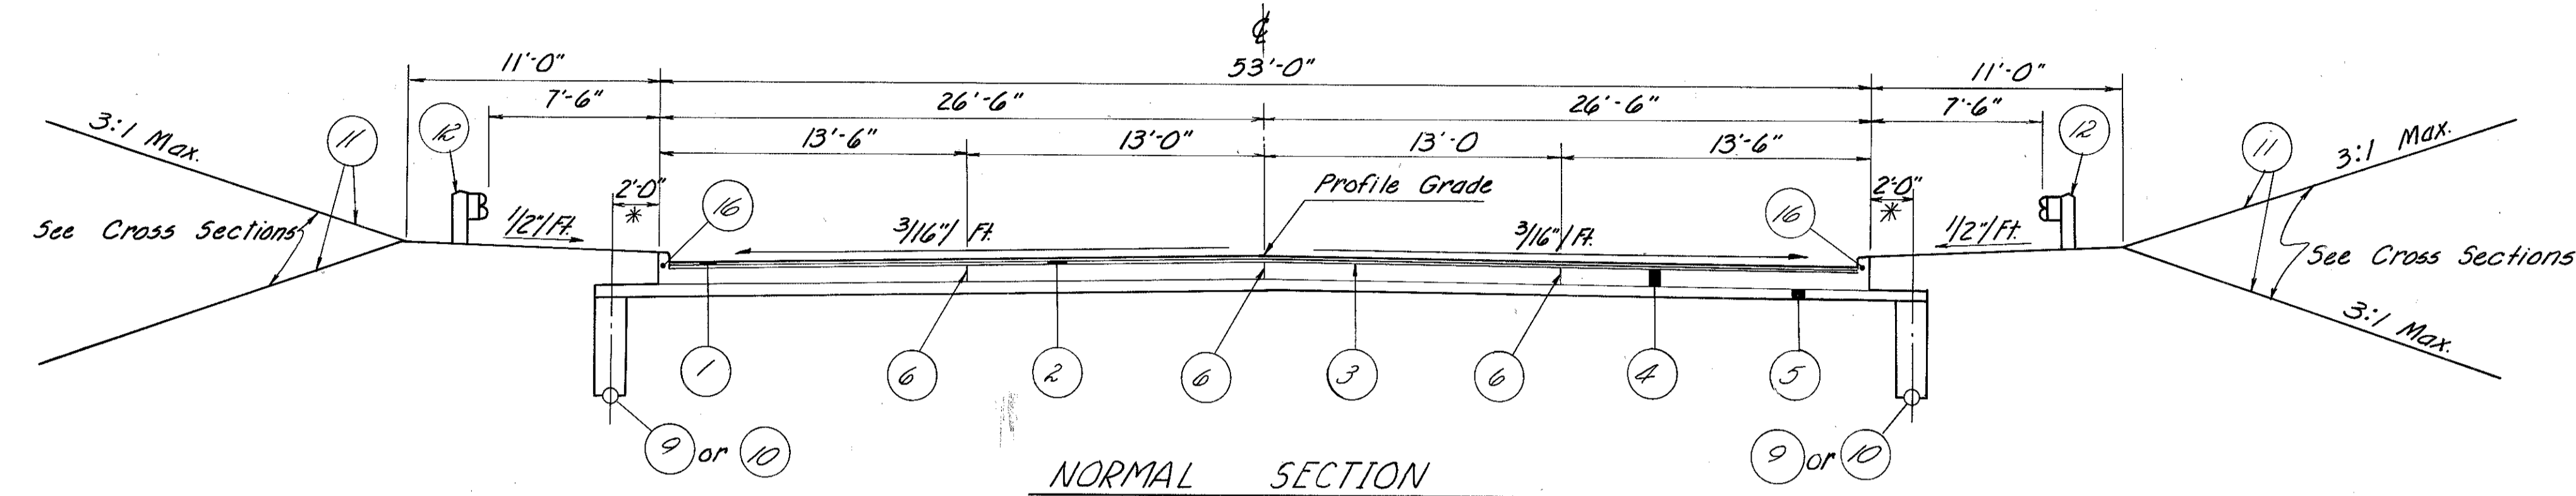 ℄
11'-0" 53'-0" 11'-0"
7'-6" 26'-6" 26'-6" 7'-6"
13'-6" 13'-0" 13'-0 13'-6"
3:1 Max. 11 12 12 11 3:1 Max.
2'-0" 16 Profile Grade 16 2'-0"
* *
See Cross Sections 1/2"/Ft. 3/16"/Ft. 3/16"/Ft. 1/2"/Ft. See Cross Sections
3:1 Max.
1 6 2 6 3 6 4 5
9 or 10 9 or 10
NORMAL SECTION